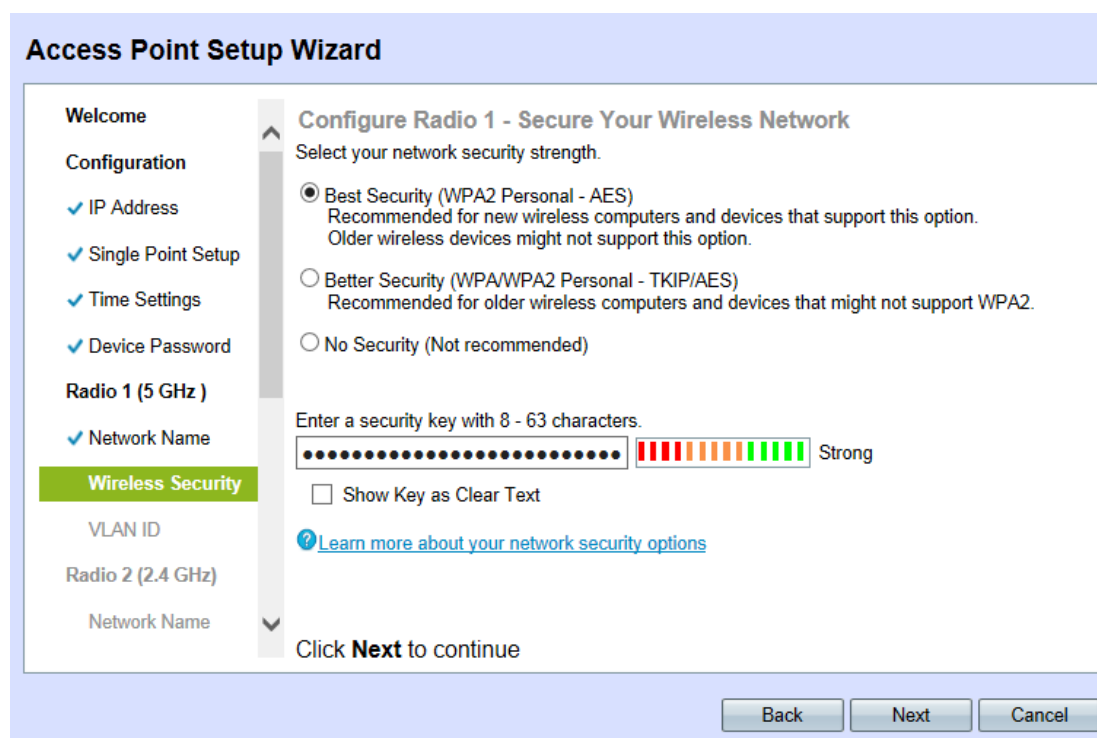 Access Point Setup Wizard
Welcome
Configuration
IP Address
Single Point Setup
Time Settings
Device Password
Radio 1 (5 GHz )
Network Name
Wireless Security
VLAN ID
Radio 2 (2.4 GHz)
Network Name
Configure Radio 1 - Secure Your Wireless Network
Select your network security strength.
Best Security (WPA2 Personal - AES)
Recommended for new wireless computers and devices that support this option.
Older wireless devices might not support this option.
Better Security (WPA/WPA2 Personal - TKIP/AES)
Recommended for older wireless computers and devices that might not support WPA2.
No Security (Not recommended)
Enter a security key with 8 - 63 characters.
••••••••••••••••••••••••••
Strong
Show Key as Clear Text
Learn more about your network security options
Click Next to continue
Back
Next
Cancel